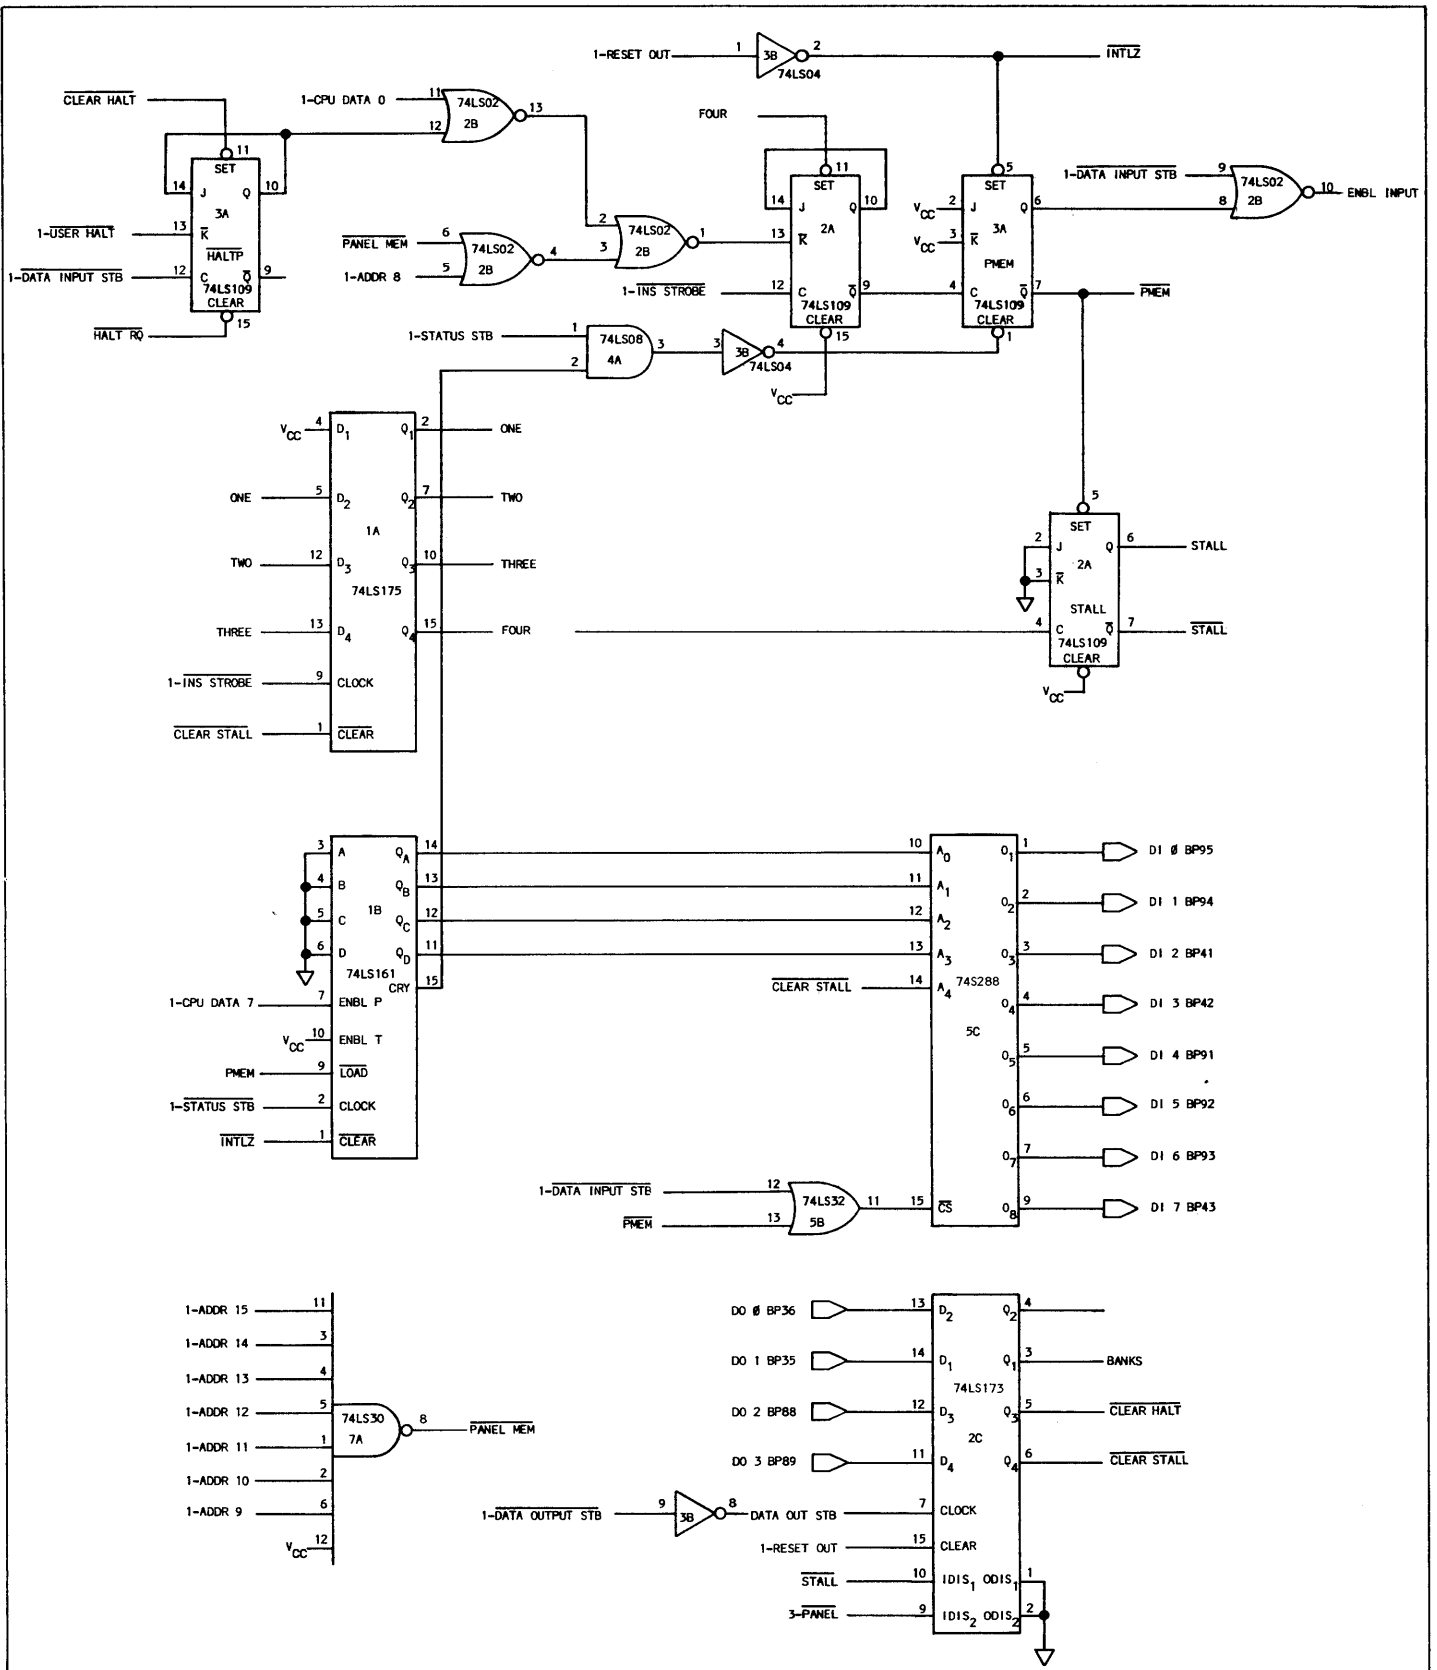 1-RESET OUT 1 3B 2 INTLZ
74LS04
CLEAR HALT
1-CPU DATA 0 11 74LS02 13
12 2B
FOUR
11
SET
14 J Q 10
3A
1-USER HALT 13 K
HALTP
1-DATA INPUT STB 12 C Q 9
74LS109
CLEAR
15
HALT RQ
PANEL MEM 6 74LS02 4
1-ADDR 8 5 2B
2 74LS02 1
3 2B
11
SET
14 J Q 10
2A
13 K
1-INS STROBE 12 C Q 9
74LS109
CLEAR
15
VCC
5
SET
VCC 2 J Q 6
3A
VCC 3 K
PMEM
4 C Q 7 PMEM
74LS109
CLEAR
1
1-DATA INPUT STB 9 74LS02 10 ENBL INPUT
8 2B
1-STATUS STB 1 74LS08 3
2 4A
3 3B 4
74LS04
VCC 4 D1 Q1 2 ONE
ONE 5 D2 Q2 7 TWO
1A
TWO 12 D3 Q3 10 THREE
74LS175
THREE 13 D4 Q4 15 FOUR
1-INS STROBE 9 CLOCK
CLEAR STALL 1 CLEAR
5
SET
2 J Q 6 STALL
2A
3 K
STALL
4 C Q 7 STALL
74LS109
CLEAR
VCC
3 A QA 14
4 B QB 13
1B
5 C QC 12
6 D QD 11
74LS161
CRY 15
1-CPU DATA 7 7 ENBL P
VCC 10 ENBL T
PMEM 9 LOAD
1-STATUS STB 2 CLOCK
INTLZ 1 CLEAR
10 A0 O1 1 DI Ø BP95
11 A1
12 A2 O2 2 DI 1 BP94
13 A3 O3 3 DI 2 BP41
CLEAR STALL 14 A4 74S288
O4 4 DI 3 BP42
5C
O5 5 DI 4 BP91
O6 6 DI 5 BP92
O7 7 DI 6 BP93
1-DATA INPUT STB 12 74LS32 11 15 CS O8 9 DI 7 BP43
PMEM 13 5B
1-ADDR 15 11
1-ADDR 14 3
1-ADDR 13 4
1-ADDR 12 5 74LS30 8 PANEL MEM
1-ADDR 11 1 7A
1-ADDR 10 2
1-ADDR 9 6
VCC 12
DO Ø BP36 13 D2 Q2 4
DO 1 BP35 14 D1 Q1 3 BANKS
74LS173
DO 2 BP88 12 D3 Q3 5 CLEAR HALT
2C
DO 3 BP89 11 D4 Q4 6 CLEAR STALL
1-DATA OUTPUT STB 9 3B 8 DATA OUT STB 7 CLOCK
1-RESET OUT 15 CLEAR
STALL 10 IDIS1 ODIS1 1
3-PANEL 9 IDIS2 ODIS2 2